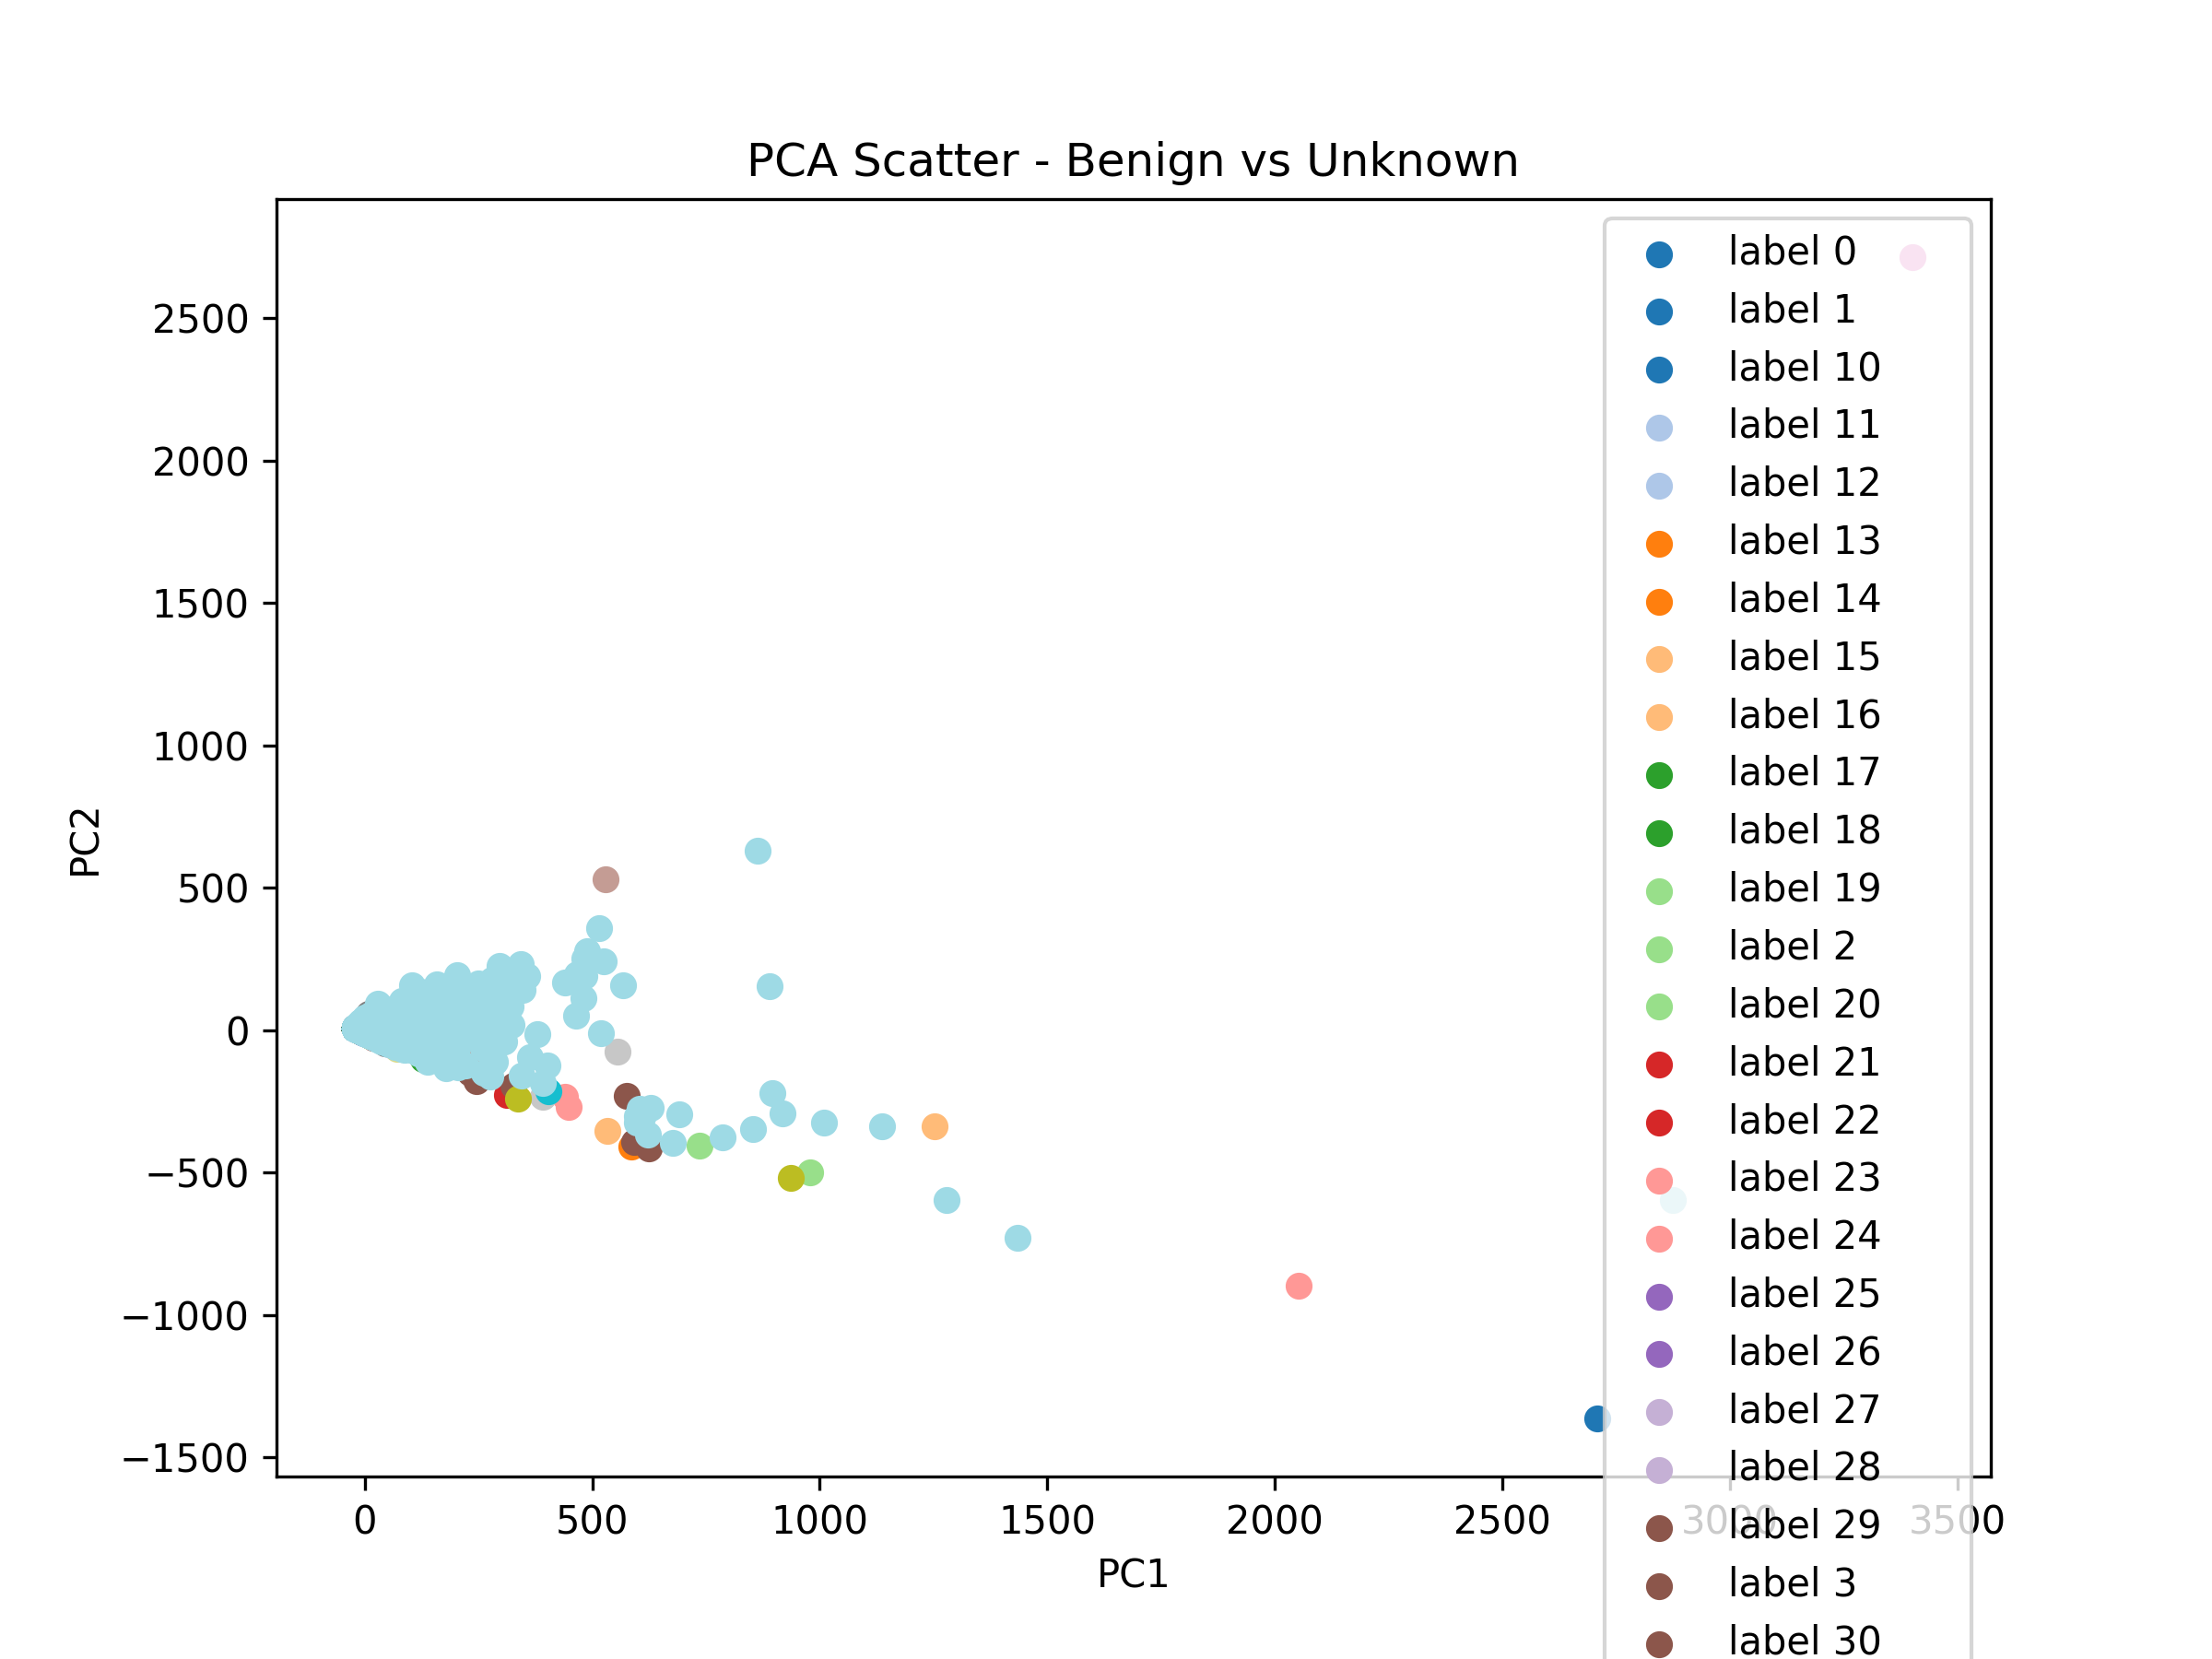 PCA Scatter - Benign vs Unknown
label 0
label 1
label 10
label 11
label 12
label 13
label 14
label 15
label 16
label 17
label 18
label 19
label 2
label 20
label 21
label 22
label 23
label 24
label 25
label 26
label 27
label 28
label 29
label 3
label 30
2500
2000
1500
1000
500
0
−500
−1000
−1500
PC2
0 500 1000 1500 2000 2500 3000 3500
PC1